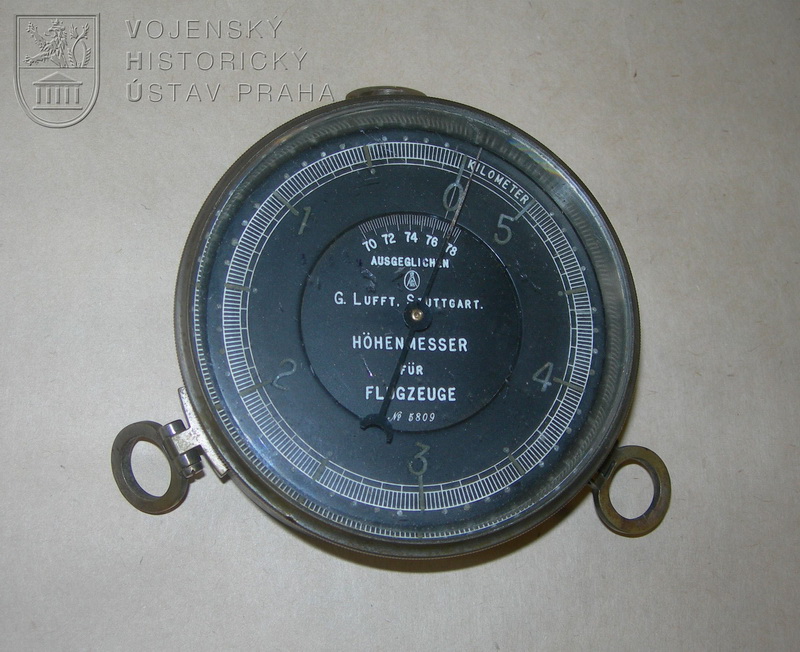 VOJENSKÝ
HISTORICKÝ
ÚSTAV PRAHA
KILOMETER
0
5
1
70 72 74 76 78
AUSGEGLICHEN
G. LUFFT, STUTTGART.
HÖHENMESSER
FÜR
FLUGZEUGE
No 5809
2
4
3